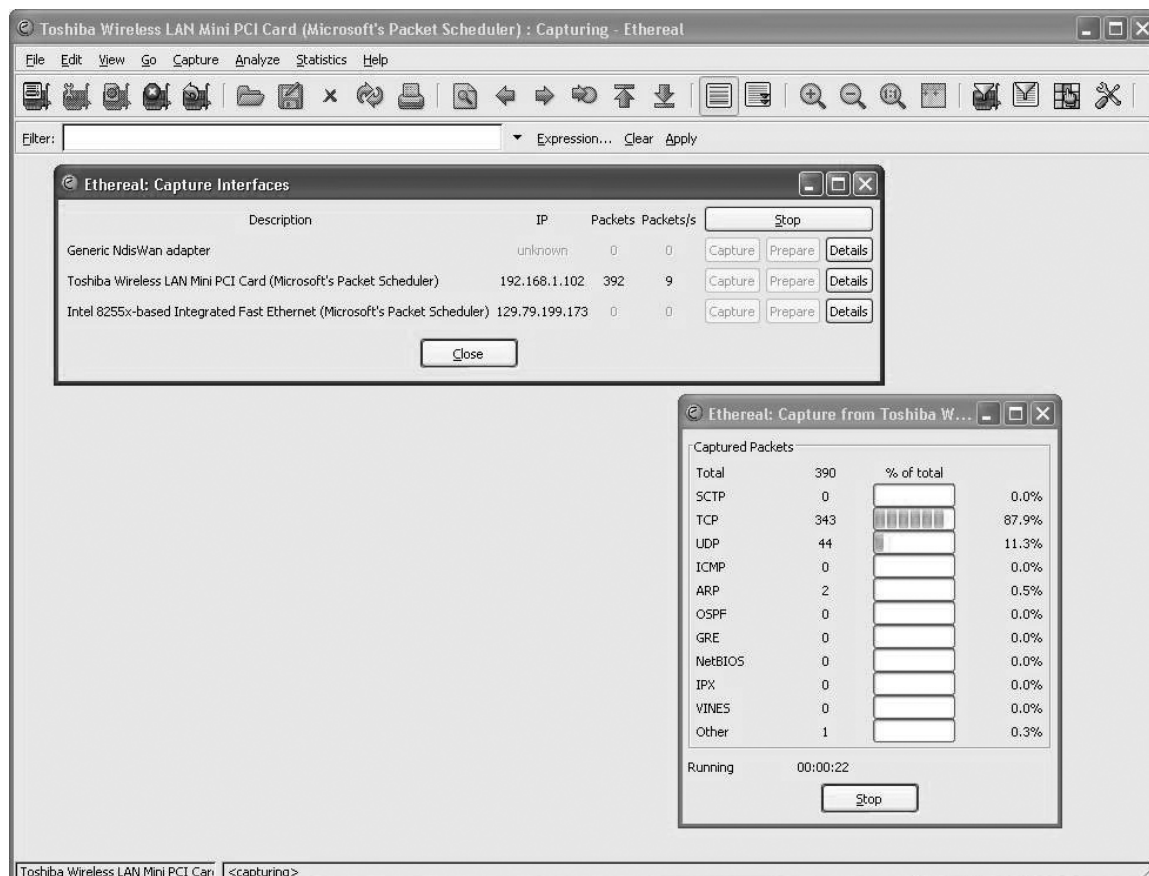 Toshiba Wireless LAN Mini PCI Card (Microsoft's Packet Scheduler) : Capturing - Ethereal
File Edit View Go Capture Analyze Statistics Help
Filter: Expression... Clear Apply
Ethereal: Capture Interfaces
Description IP Packets Packets/s Stop
Generic NdisWan adapter unknown 0 0 Capture Prepare Details
Toshiba Wireless LAN Mini PCI Card (Microsoft's Packet Scheduler) 192.168.1.102 392 9 Capture Prepare Details
Intel 8255x-based Integrated Fast Ethernet (Microsoft's Packet Scheduler) 129.79.199.173 0 0 Capture Prepare Details
Close
Ethereal: Capture from Toshiba W...
Captured Packets
Total 390 % of total
SCTP 0 0.0%
TCP 343 87.9%
UDP 44 11.3%
ICMP 0 0.0%
ARP 2 0.5%
OSPF 0 0.0%
GRE 0 0.0%
NetBIOS 0 0.0%
IPX 0 0.0%
VINES 0 0.0%
Other 1 0.3%
Running 00:00:22
Stop
Toshiba Wireless LAN Mini PCI Car <capturing>